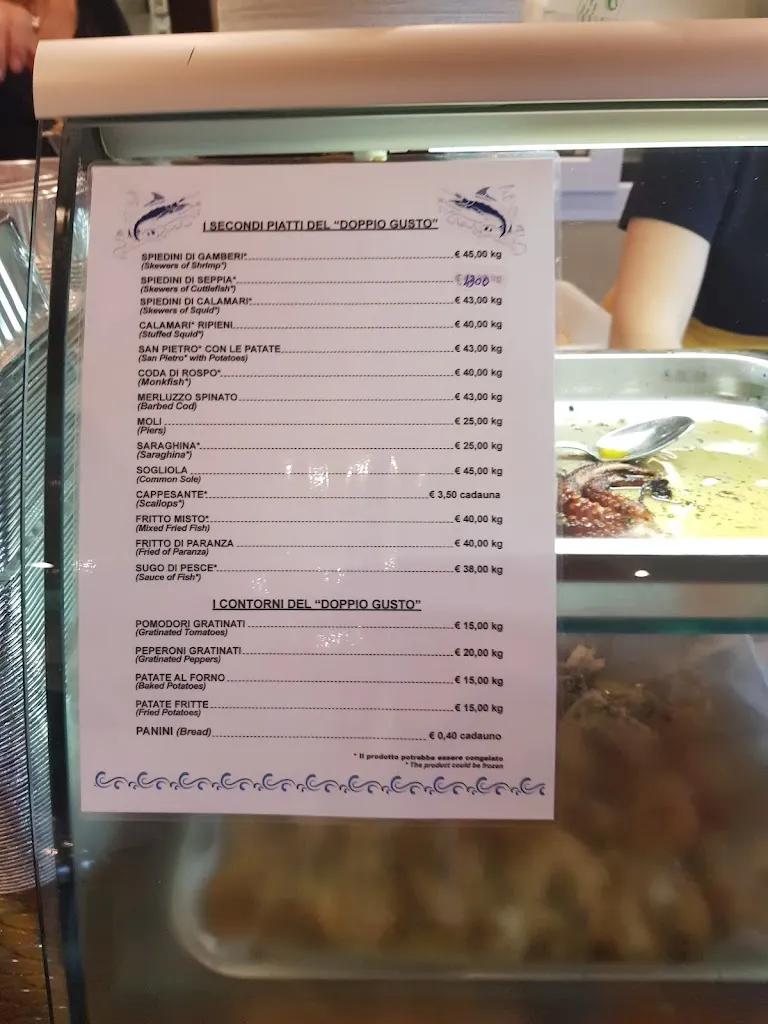 I SECONDI PIATTI DEL "DOPPIO GUSTO"
SPIEDINI DI GAMBERI* € 45,00 kg
(Skewers of Shrimp*)
SPIEDINI DI SEPPIA* €
(Skewers of Cuttlefish*)
SPIEDINI DI CALAMARI* € 43,00 kg
(Skewers of Squid*)
CALAMARI* RIPIENI € 40,00 kg
(Stuffed Squid*)
SAN PIETRO* CON LE PATATE € 43,00 kg
(San Pietro* with Potatoes)
CODA DI ROSPO* € 40,00 kg
(Monkfish*)
MERLUZZO SPINATO € 43,00 kg
(Barbed Cod)
MOLI € 25,00 kg
(Piers)
SARAGHINA* € 25,00 kg
(Saraghina*)
SOGLIOLA € 45,00 kg
(Common Sole)
CAPPESANTE* € 3,50 cadauna
(Scallops*)
FRITTO MISTO* € 40,00 kg
(Mixed Fried Fish)
FRITTO DI PARANZA € 40,00 kg
(Fried of Paranza)
SUGO DI PESCE* € 38,00 kg
(Sauce of Fish*)
I CONTORNI DEL "DOPPIO GUSTO"
POMODORI GRATINATI € 15,00 kg
(Gratinated Tomatoes)
PEPERONI GRATINATI € 20,00 kg
(Gratinated Peppers)
PATATE AL FORNO € 15,00 kg
(Baked Potatoes)
PATATE FRITTE € 15,00 kg
(Fried Potatoes)
PANINI (Bread) € 0,40 cadauno
* Il prodotto potrebbe essere congelato
* The product could be frozen